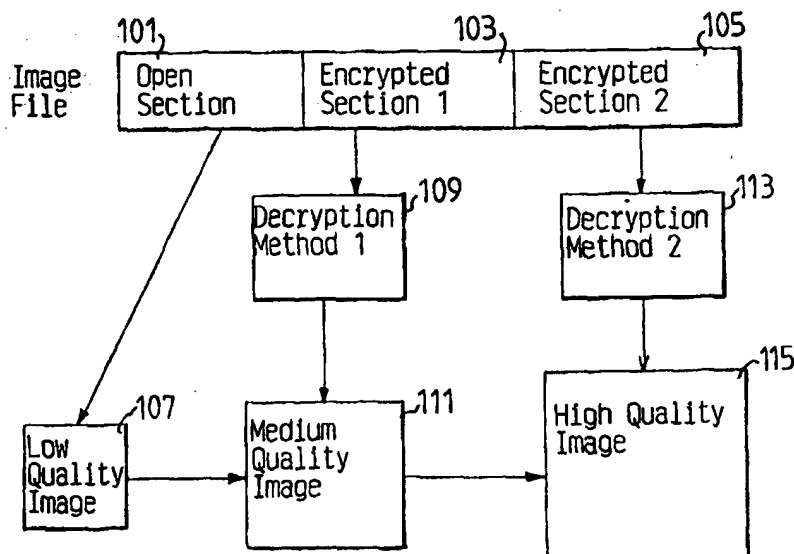 101
103
105
Image
File
Open
Section
Encrypted
Section 1
Encrypted
Section 2
109
Decryption
Method 1
113
Decryption
Method 2
107
Low
Quality
Image
111
Medium
Quality
Image
115
High Quality
Image